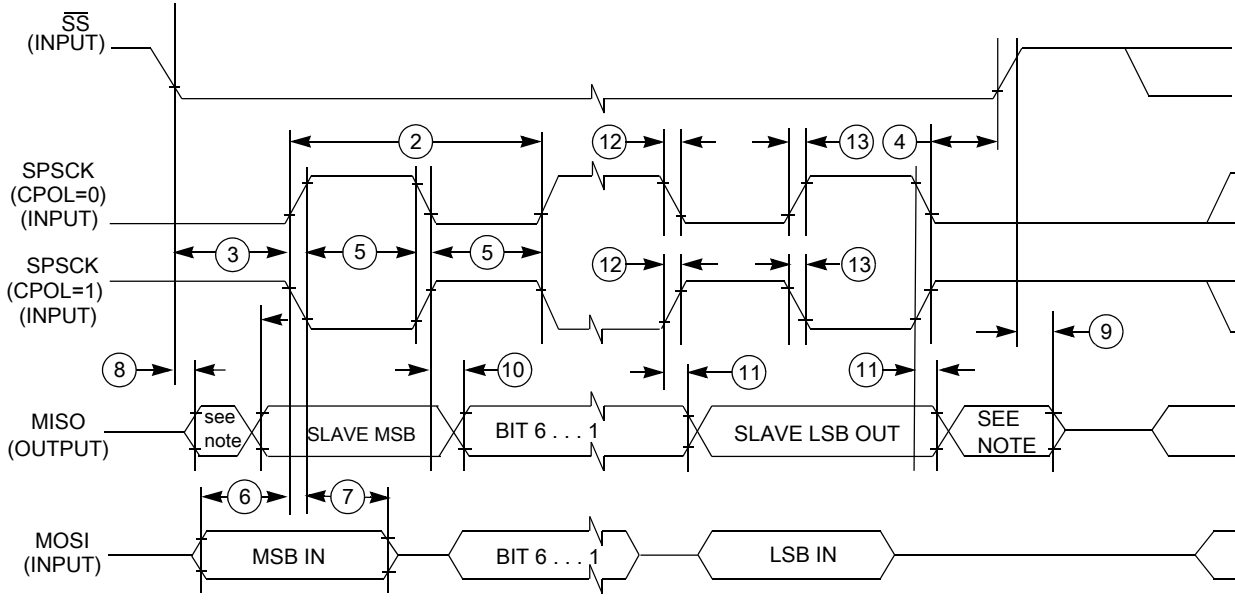 SS
(INPUT)
2
12
13
4
SPSCK
(CPOL=0)
(INPUT)
3
5
5
12
13
SPSCK
(CPOL=1)
(INPUT)
9
8
10
11
11
MISO
(OUTPUT)
see
note
SLAVE MSB
BIT 6 . . . 1
SLAVE LSB OUT
SEE
NOTE
6
7
MOSI
(INPUT)
MSB IN
BIT 6 . . . 1
LSB IN